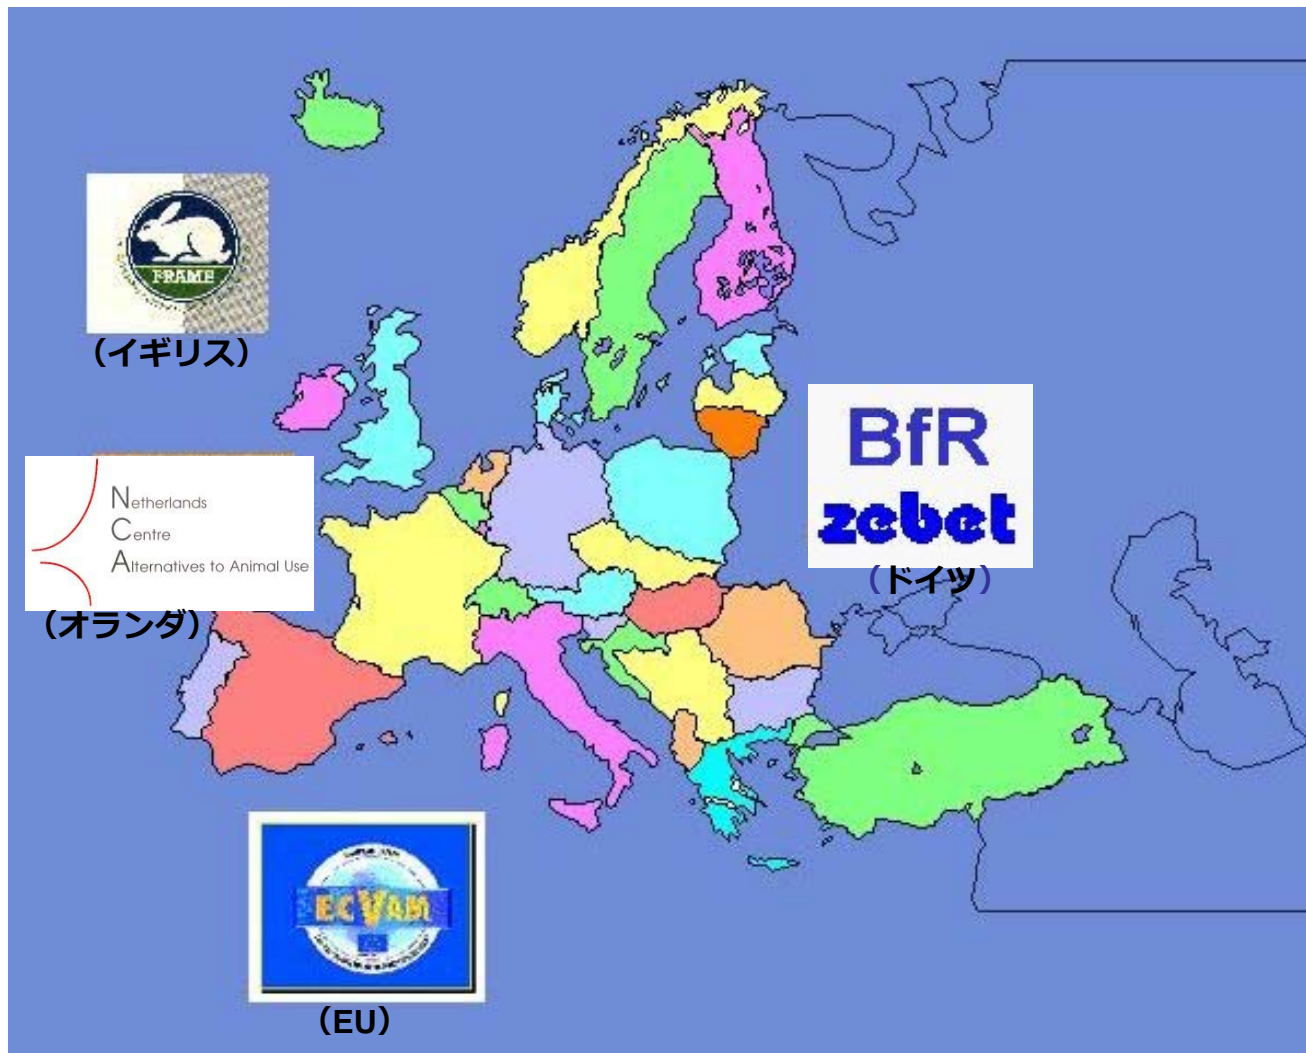 FRAME
（イギリス）
Netherlands
Centre
Alternatives to Animal Use
（オランダ）
BfR
zebet
（ドイツ）
ECVAM
（EU）